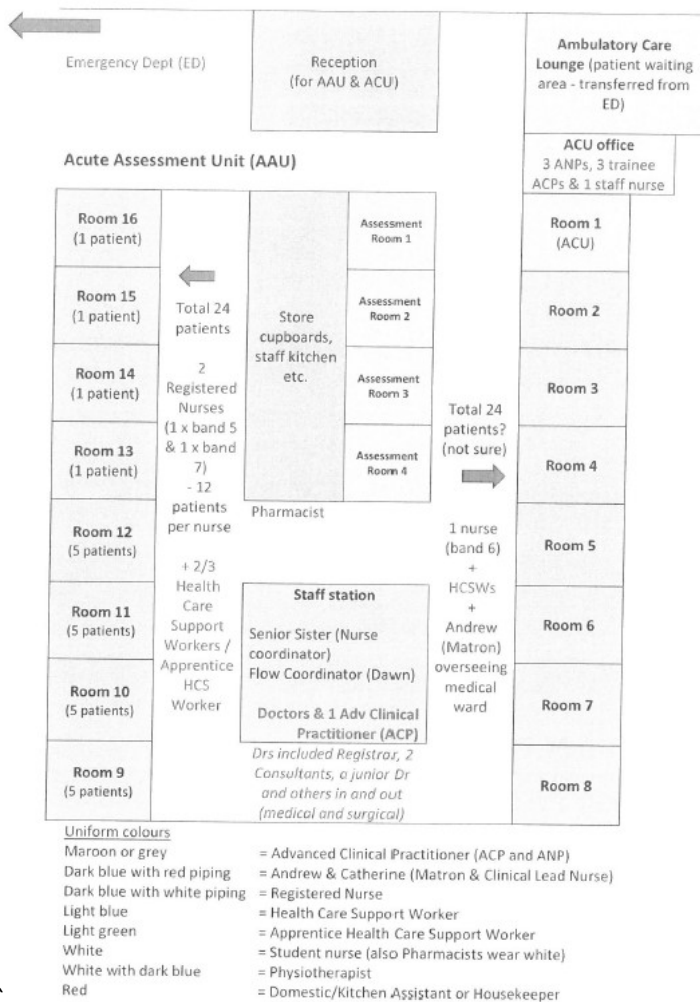 Emergency Dept (ED)
Reception
(for AAU & ACU)
Ambulatory Care
Lounge (patient waiting
area - transferred from
ED)
ACU office
3 ANPs, 3 trainee
ACPs & 1 staff nurse
Acute Assessment Unit (AAU)
Room 16
(1 patient)
Room 15
(1 patient)
Room 14
(1 patient)
Room 13
(1 patient)
Room 12
(5 patients)
Room 11
(5 patients)
Room 10
(5 patients)
Room 9
(5 patients)
Total 24
patients
2
Registered
Nurses
(1 x band 5
& 1 x band
7)
- 12
patients
per nurse
+ 2/3
Health
Care
Support
Workers /
Apprentice
HCS
Worker
Store
cupboards,
staff kitchen
etc.
Assessment
Room 1
Assessment
Room 2
Assessment
Room 3
Assessment
Room 4
Pharmacist
Staff station
Senior Sister (Nurse
coordinator)
Flow Coordinator (Dawn)
Doctors & 1 Adv Clinical
Practitioner (ACP)
Drs included Registrar, 2
Consultants, a junior Dr
and others in and out
(medical and surgical)
Total 24
patients?
(not sure)
1 nurse
(band 6)
+
HCSWs
+
Andrew
(Matron)
overseeing
medical
ward
Room 1
(ACU)
Room 2
Room 3
Room 4
Room 5
Room 6
Room 7
Room 8
Uniform colours
Maroon or grey = Advanced Clinical Practitioner (ACP and ANP)
Dark blue with red piping = Andrew & Catherine (Matron & Clinical Lead Nurse)
Dark blue with white piping = Registered Nurse
Light blue = Health Care Support Worker
Light green = Apprentice Health Care Support Worker
White = Student nurse (also Pharmacists wear white)
White with dark blue = Physiotherapist
Red = Domestic/Kitchen Assistant or Housekeeper